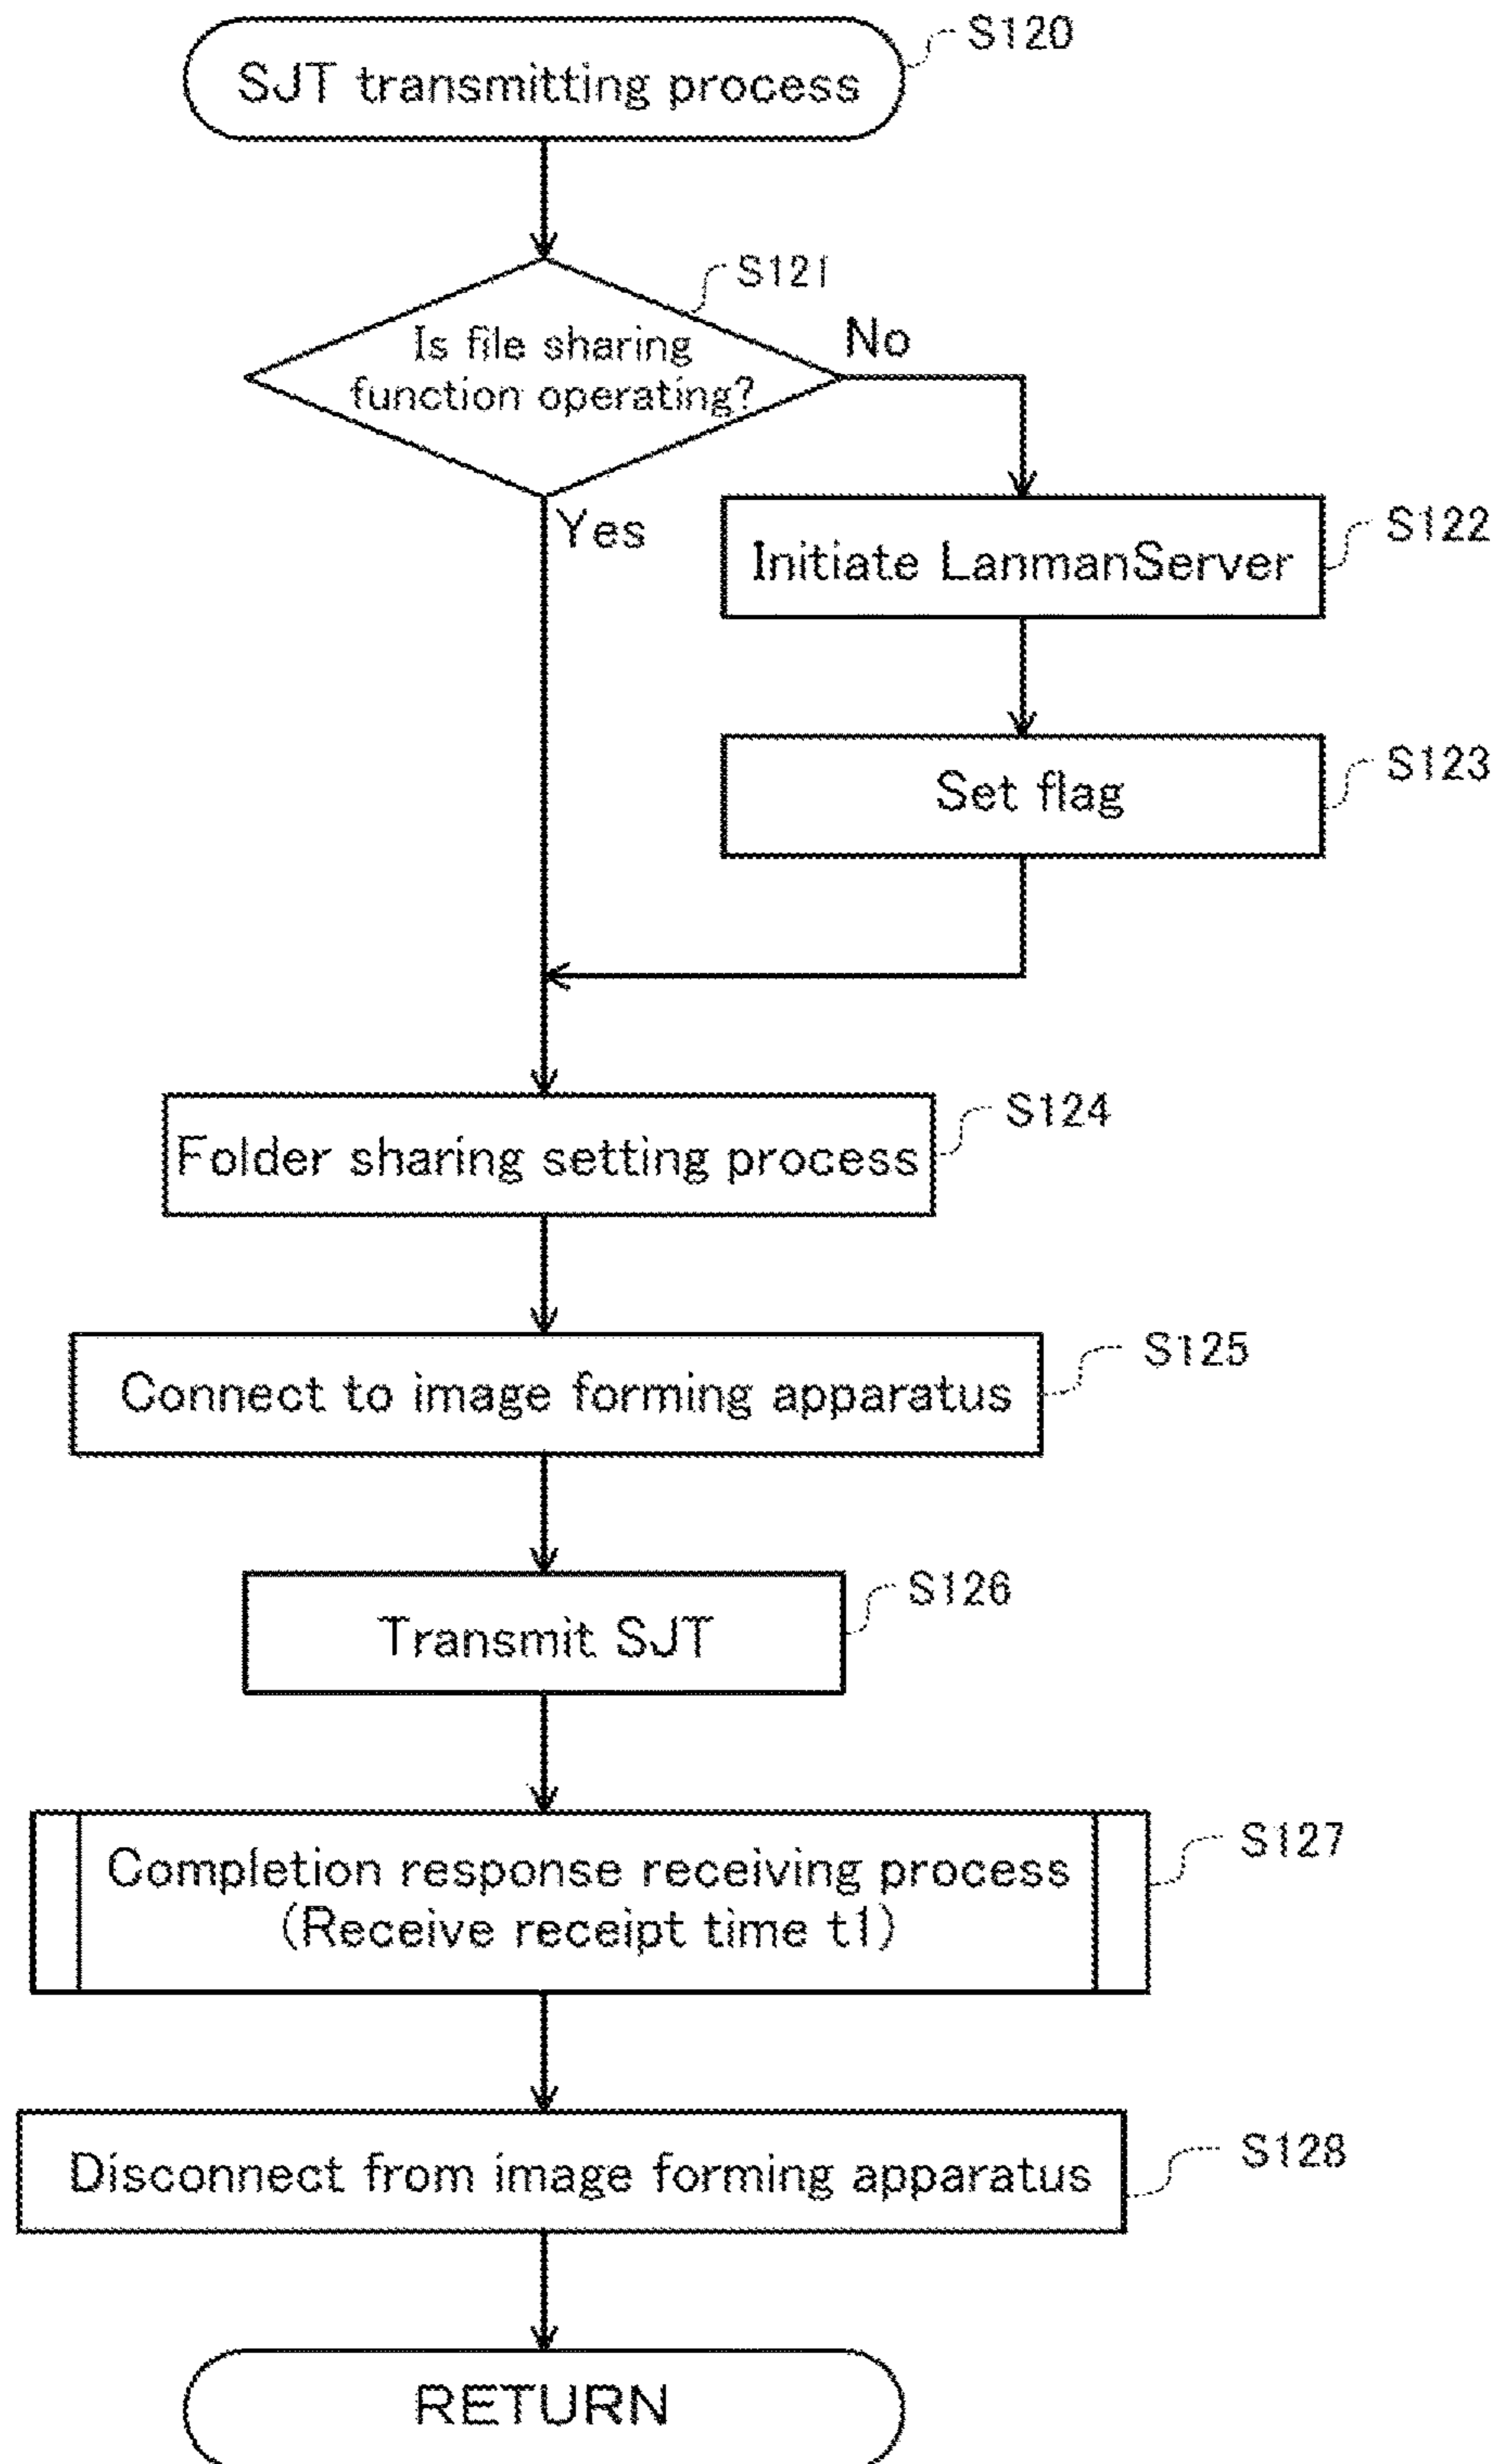 SJT transmitting process
S120
S121
Is file sharing
function operating?
No
Yes
Initiate LanmanServer
S122
Set flag
S123
Folder sharing setting process
S124
Connect to image forming apparatus
S125
Transmit SJT
S126
Completion response receiving process
(Receive receipt time t1)
S127
Disconnect from image forming apparatus
S128
RETURN